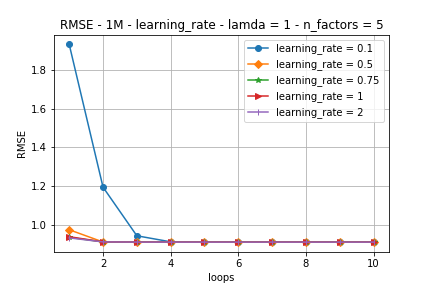 RMSE - 1M - learning_rate - lamda = 1 - n_factors = 5
learning_rate = 0.1
learning_rate = 0.5
learning_rate = 0.75
learning_rate = 1
learning_rate = 2
RMSE
1.8
1.6
1.4
1.2
1.0
2 4 6 8 10
loops